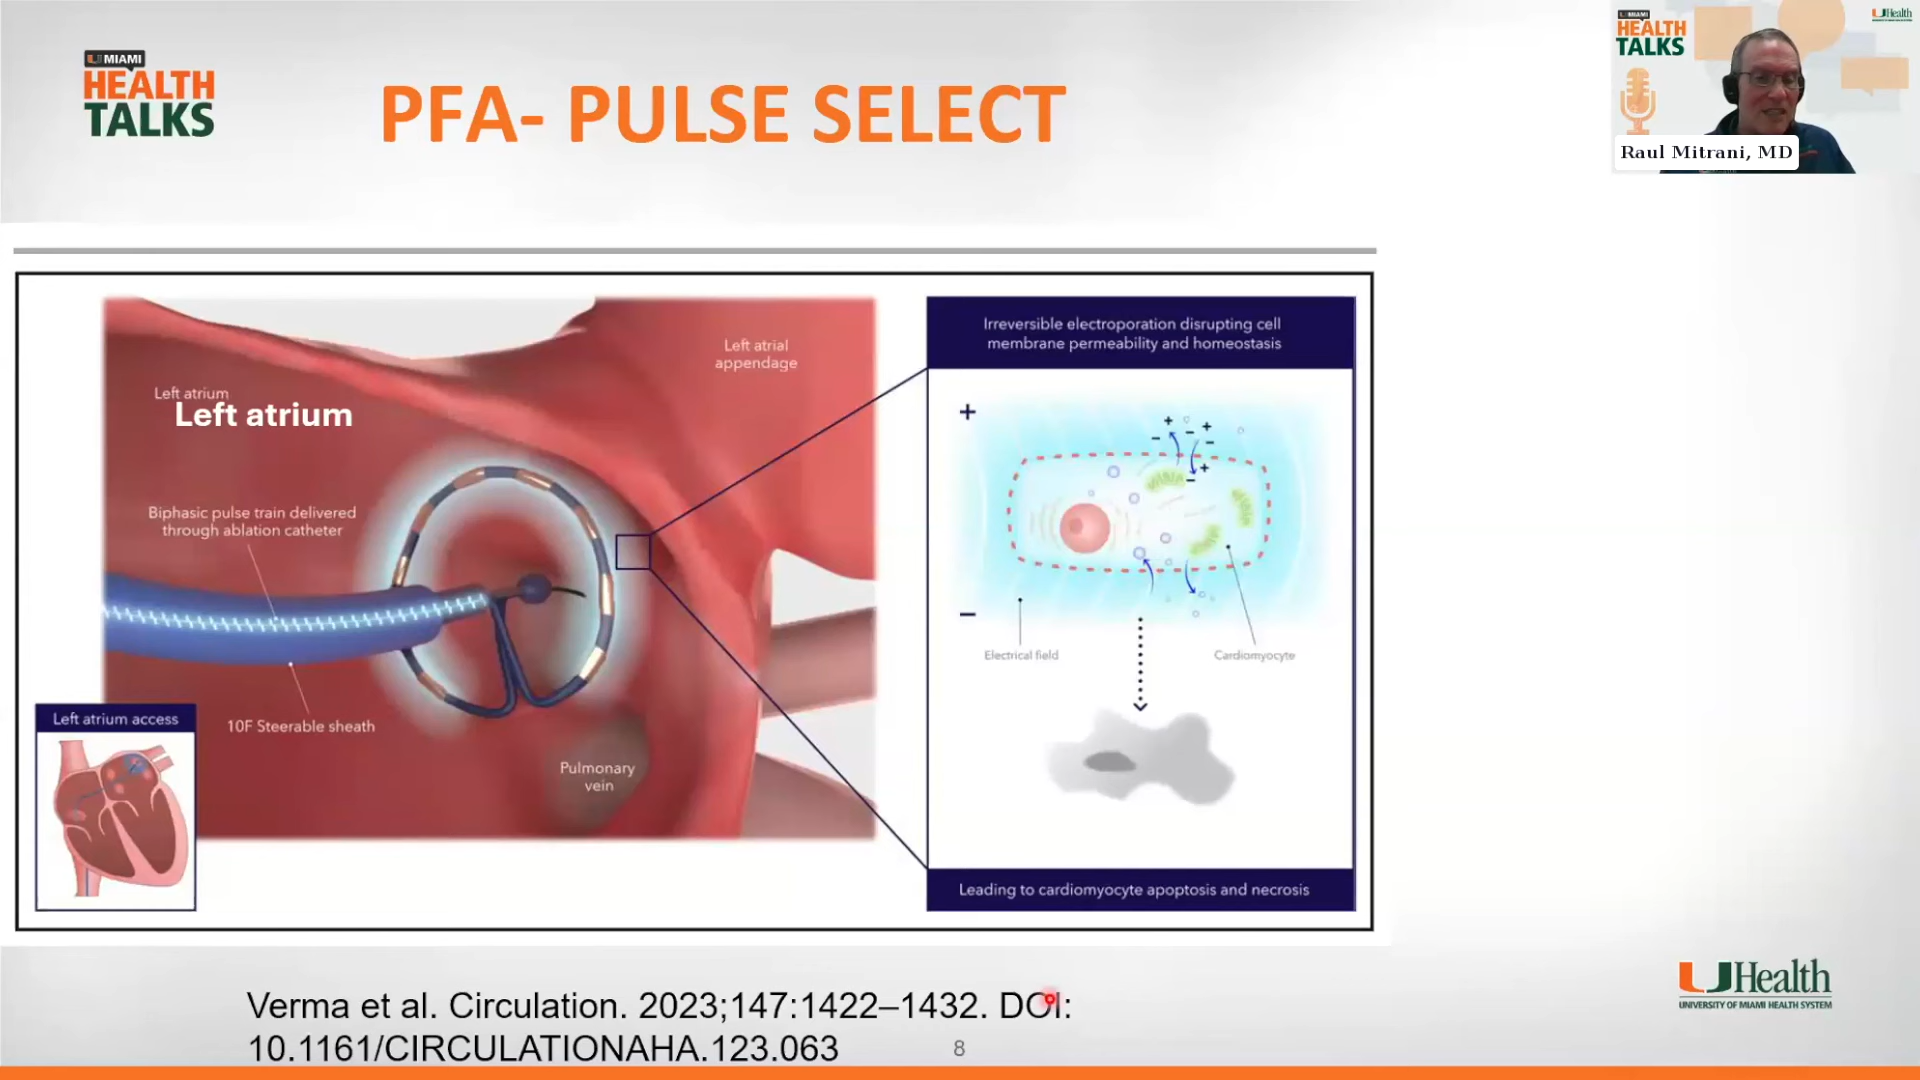 U MIAMI
HEALTH
TALKS
PFA- PULSE SELECT
U MIAMI
HEALTH
TALKS
UHealth
Raul Mitrani, MD
Left atrial
appendage
Left atrium
Left atrium
Biphasic pulse train delivered
through ablation catheter
10F Steerable sheath
Pulmonary
vein
Left atrium access
Irreversible electroporation disrupting cell
membrane permeability and homeostasis
+
+
+
+
–
–
–
–
–
Electrical field
Cardiomyocyte
Leading to cardiomyocyte apoptosis and necrosis
Verma et al. Circulation. 2023;147:1422–1432. DOI:
10.1161/CIRCULATIONAHA.123.063
8
UHealth
UNIVERSITY OF MIAMI HEALTH SYSTEM